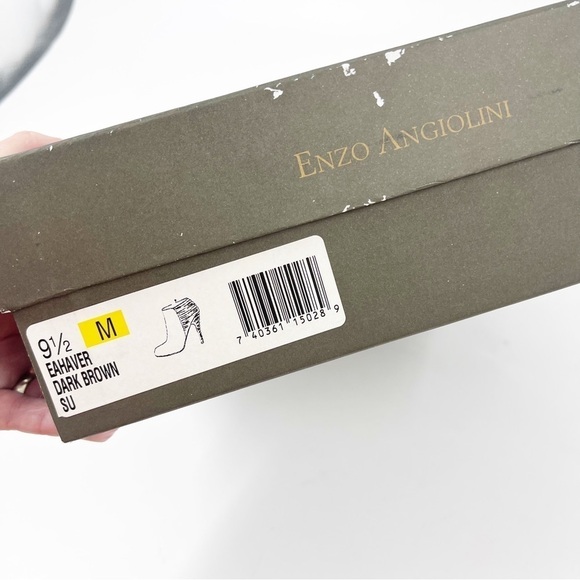 ENZO ANGIOLINI
9½ M
EAHAVER
DARK BROWN
SU
7 40361 15028 9